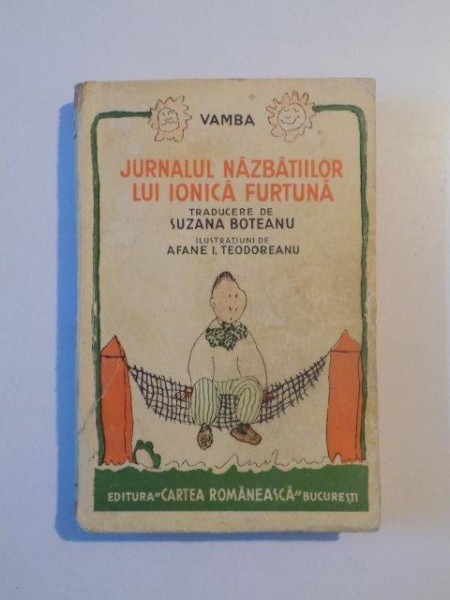 VAMBA
JURNALUL NĂZBÂTIILOR
LUI IONICĂ FURTUNĂ
TRADUCERE DE
SUZANA BOTEANU
ILUSTRAȚIUNI DE
AFANE I. TEODOREANU
EDITURA „CARTEA ROMÂNEASCĂ„ BUCUREȘTI